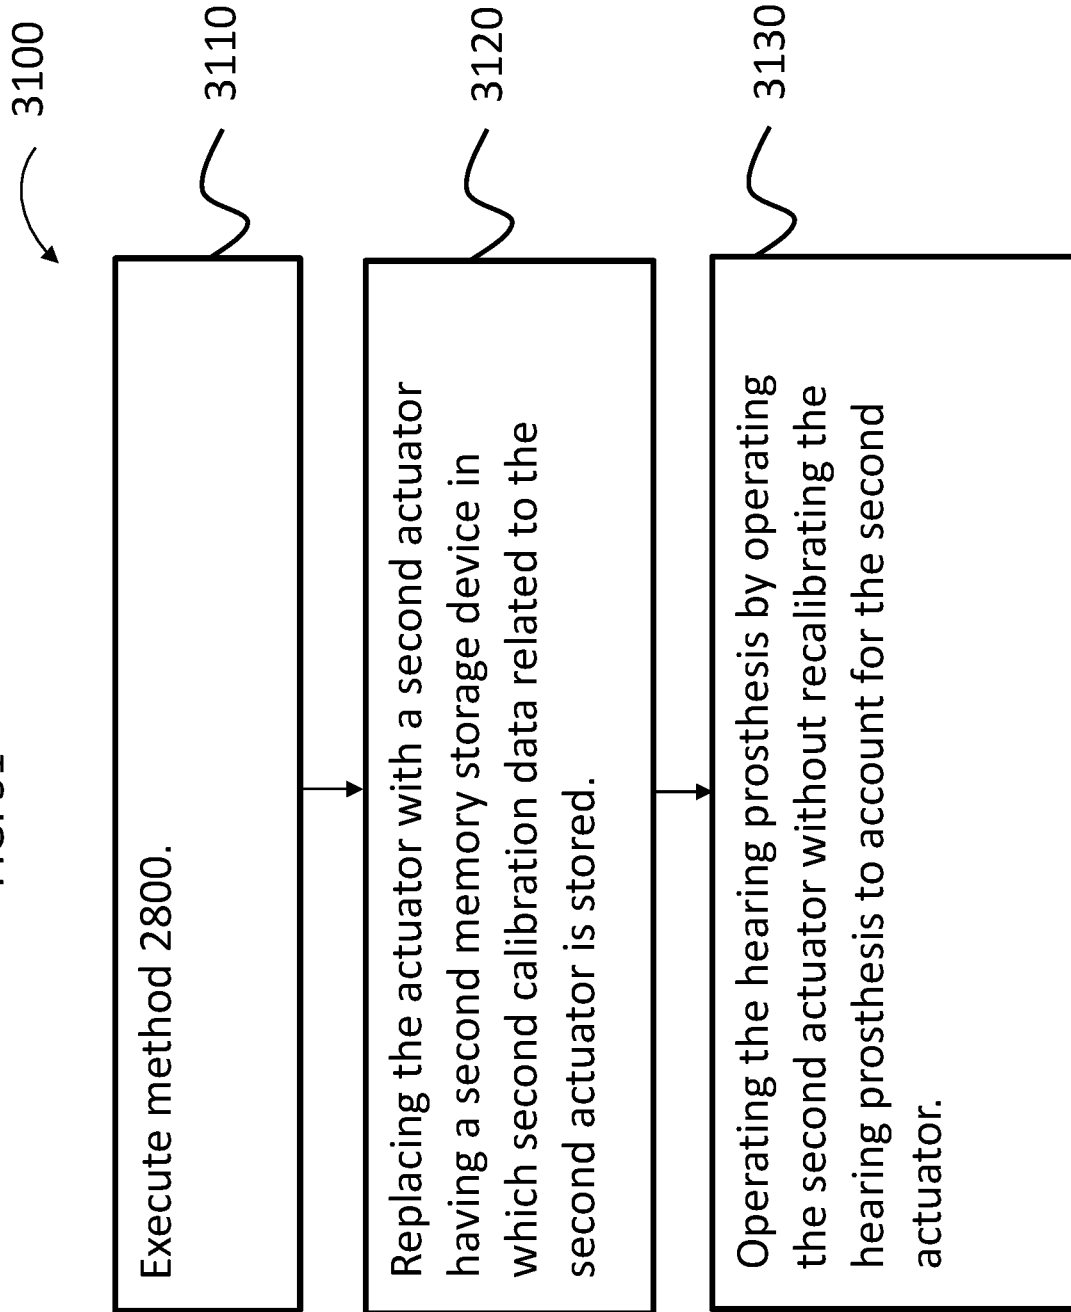 3100
Execute method 2800.
3110
Replacing the actuator with a second actuator
having a second memory storage device in
which second calibration data related to the
second actuator is stored.
3120
Operating the hearing prosthesis by operating
the second actuator without recalibrating the
hearing prosthesis to account for the second
actuator.
3130